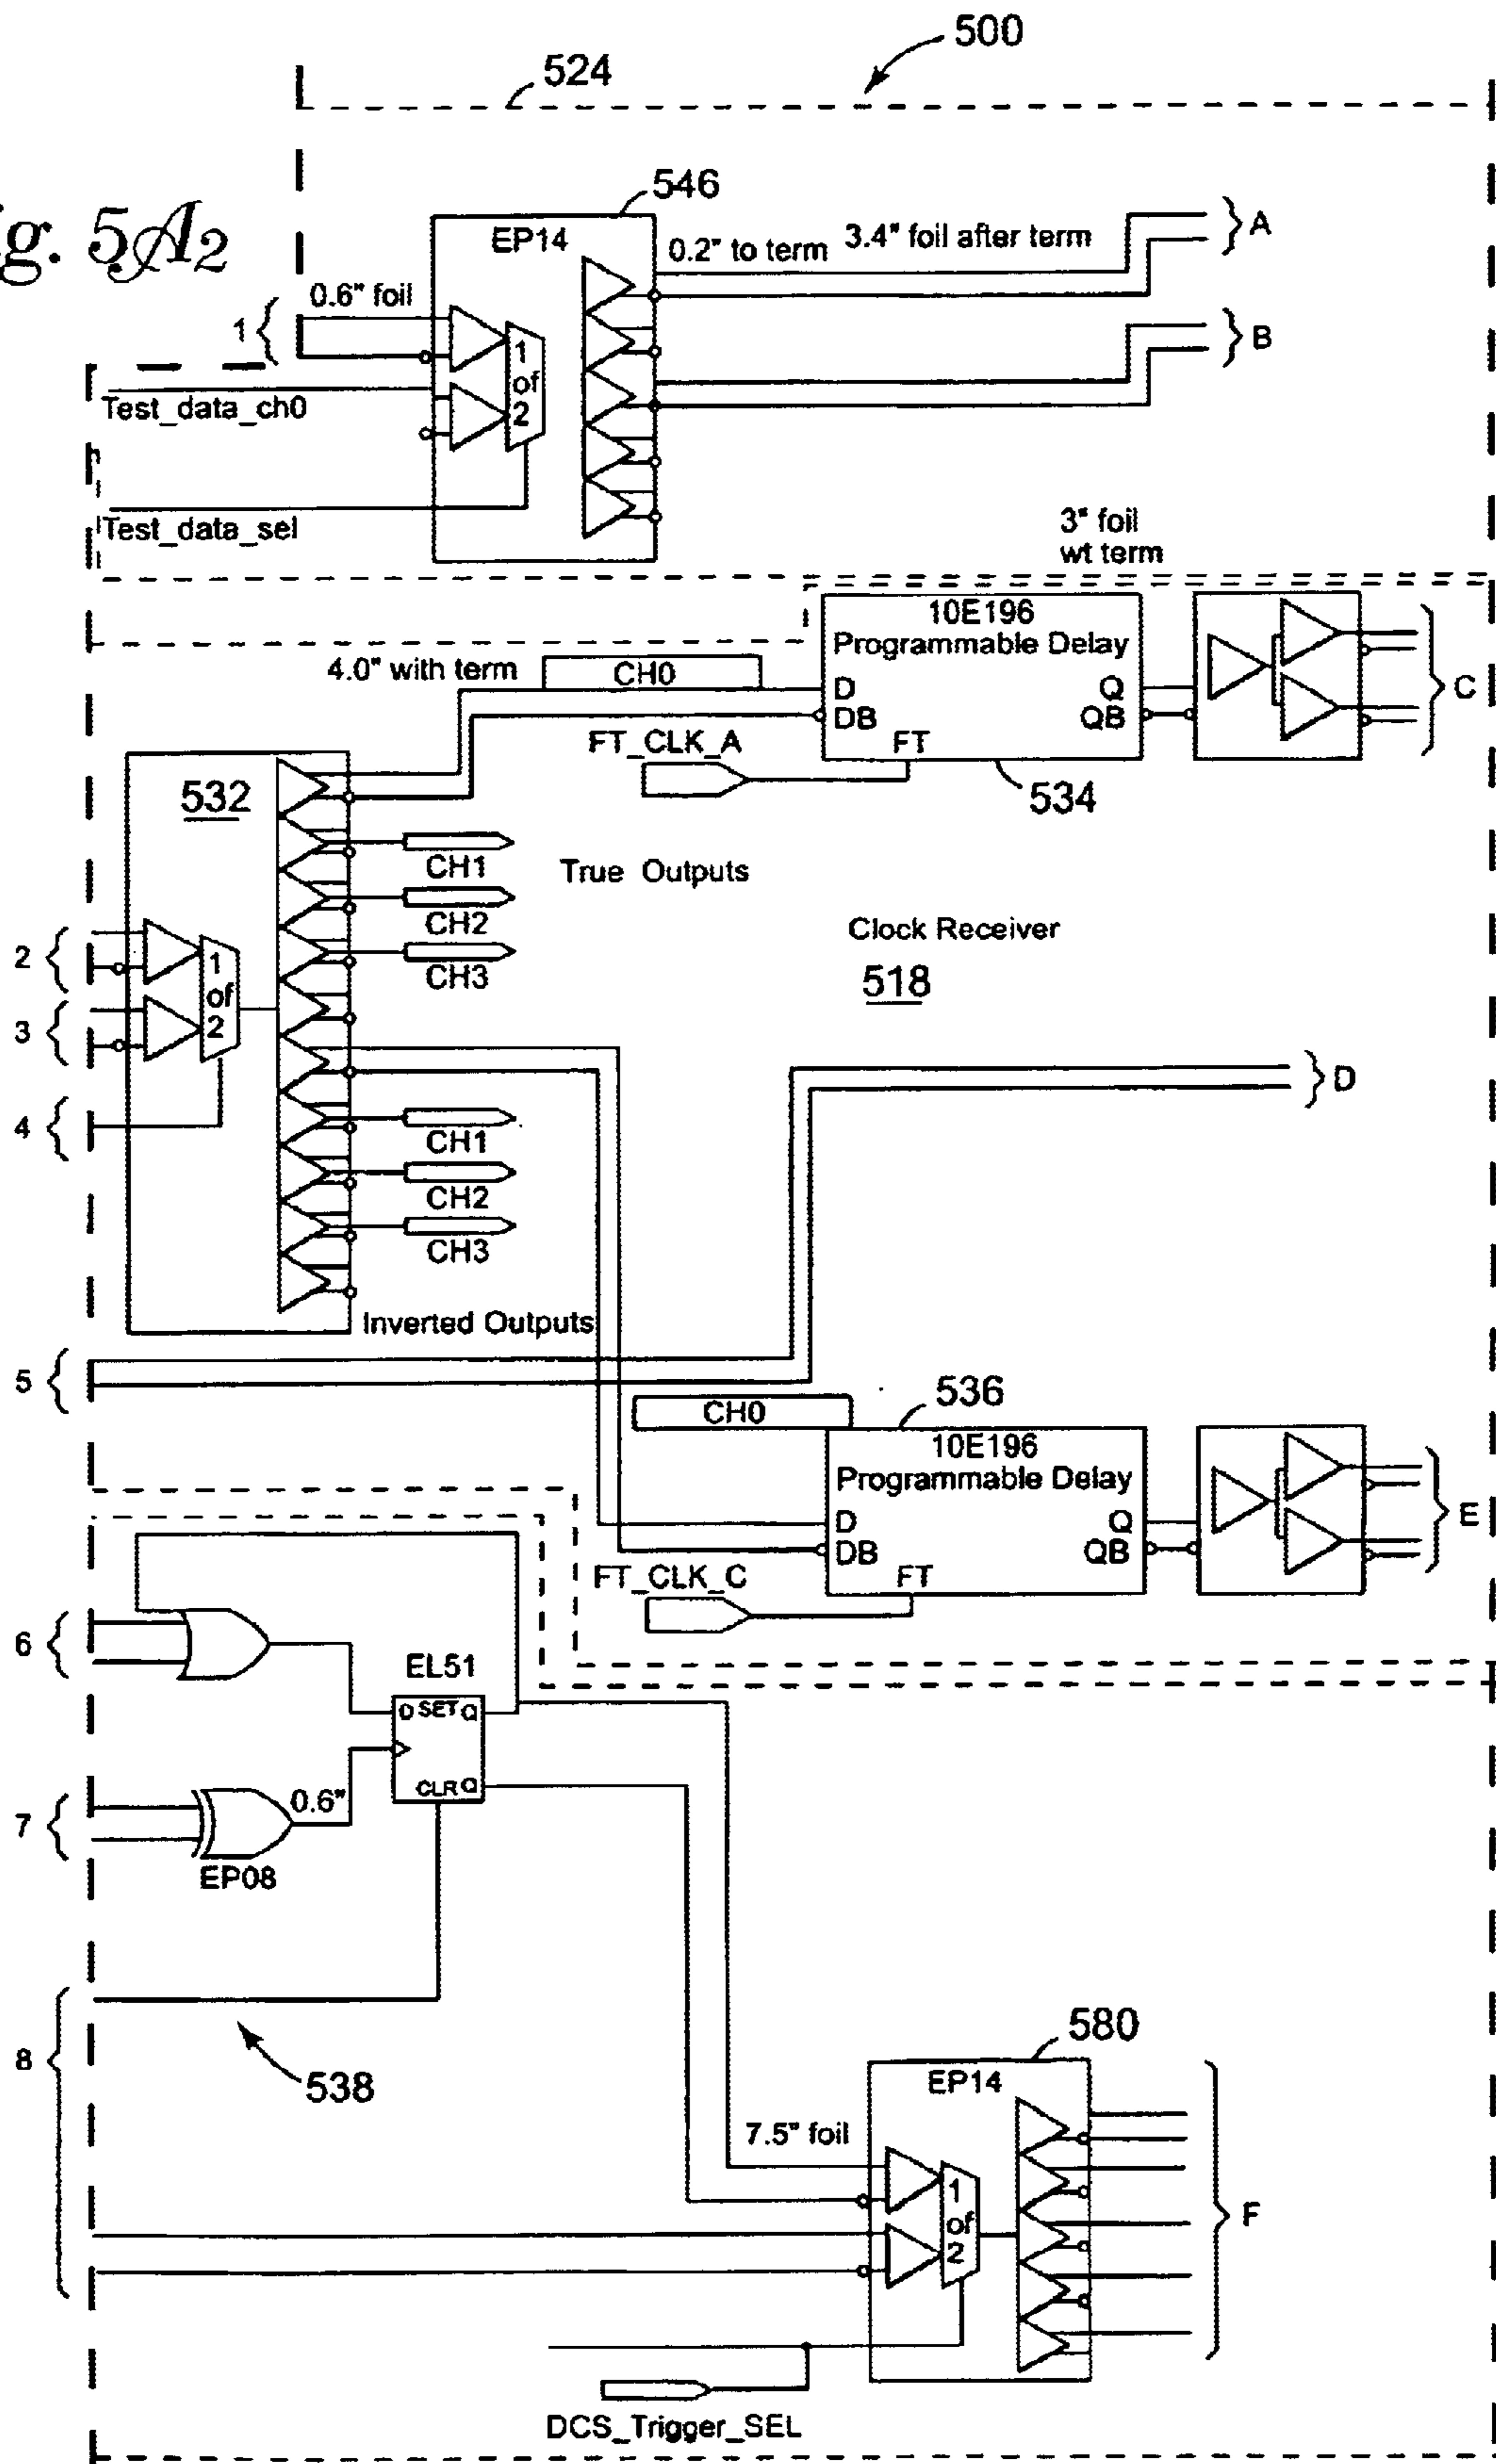 500
524
ig. 5A2
546
EP14
0.2" to term
3.4" foil after term
A
0.6" foil
1
1
of
2
B
Test_data_ch0
Test_data_sel
3" foil
wt term
10E196
Programmable Delay
4.0" with term
CH0
D
Q
C
DB
QB
FT_CLK_A
FT
532
534
CH1
True Outputs
CH2
Clock Receiver
2
1
of
2
CH3
518
3
D
4
CH1
CH2
CH3
Inverted Outputs
5
536
CH0
10E196
Programmable Delay
D
Q
E
DB
QB
FT_CLK_C
FT
6
EL51
D SET Q
CLR Q
7
0.6"
EP08
8
538
580
EP14
7.5" foil
1
of
2
F
DCS_Trigger_SEL